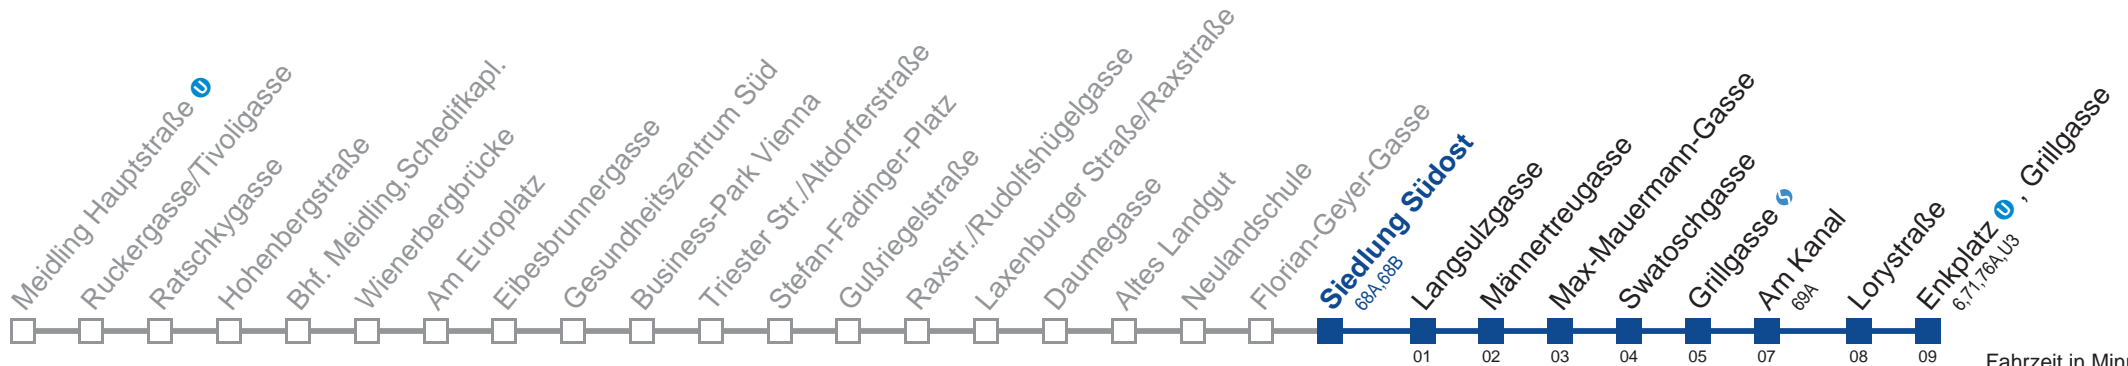 Meidling Hauptstraße U
Ruckergasse/Tivoligasse
Ratschkygasse
Hohenbergstraße
Bhf. Meidling,Schedifkapl.
Wienerbergbrücke
Am Europlatz
Eibesbrunnergasse
Gesundheitszentrum Süd
Business-Park Vienna
Triester Str./Altdorferstraße
Stefan-Fadinger-Platz
Gußriegelstraße
Raxstr./Rudolfshügelgasse
Laxenburger Straße/Raxstraße
Daumegasse
Altes Landgut
Neulandschule
Florian-Geyer-Gasse
Siedlung Südost
68A,68B
Langsulzgasse
Männertreugasse
Max-Mauermann-Gasse
Swatoschgasse
Grillgasse
Am Kanal
69A
Lorystraße
Enkplatz U , Grillgasse
6,71,76A,U3
01 02 03 04 05 07 08 09
Fahrzeit in